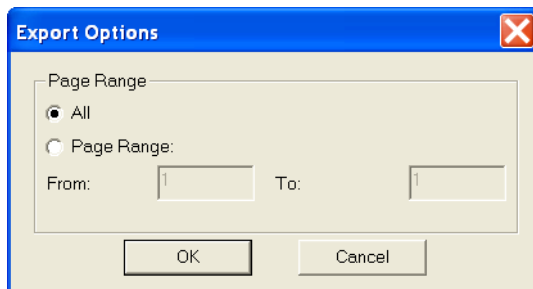 Export Options
Page Range
All
Page Range:
From: 1 To: 1
OK Cancel